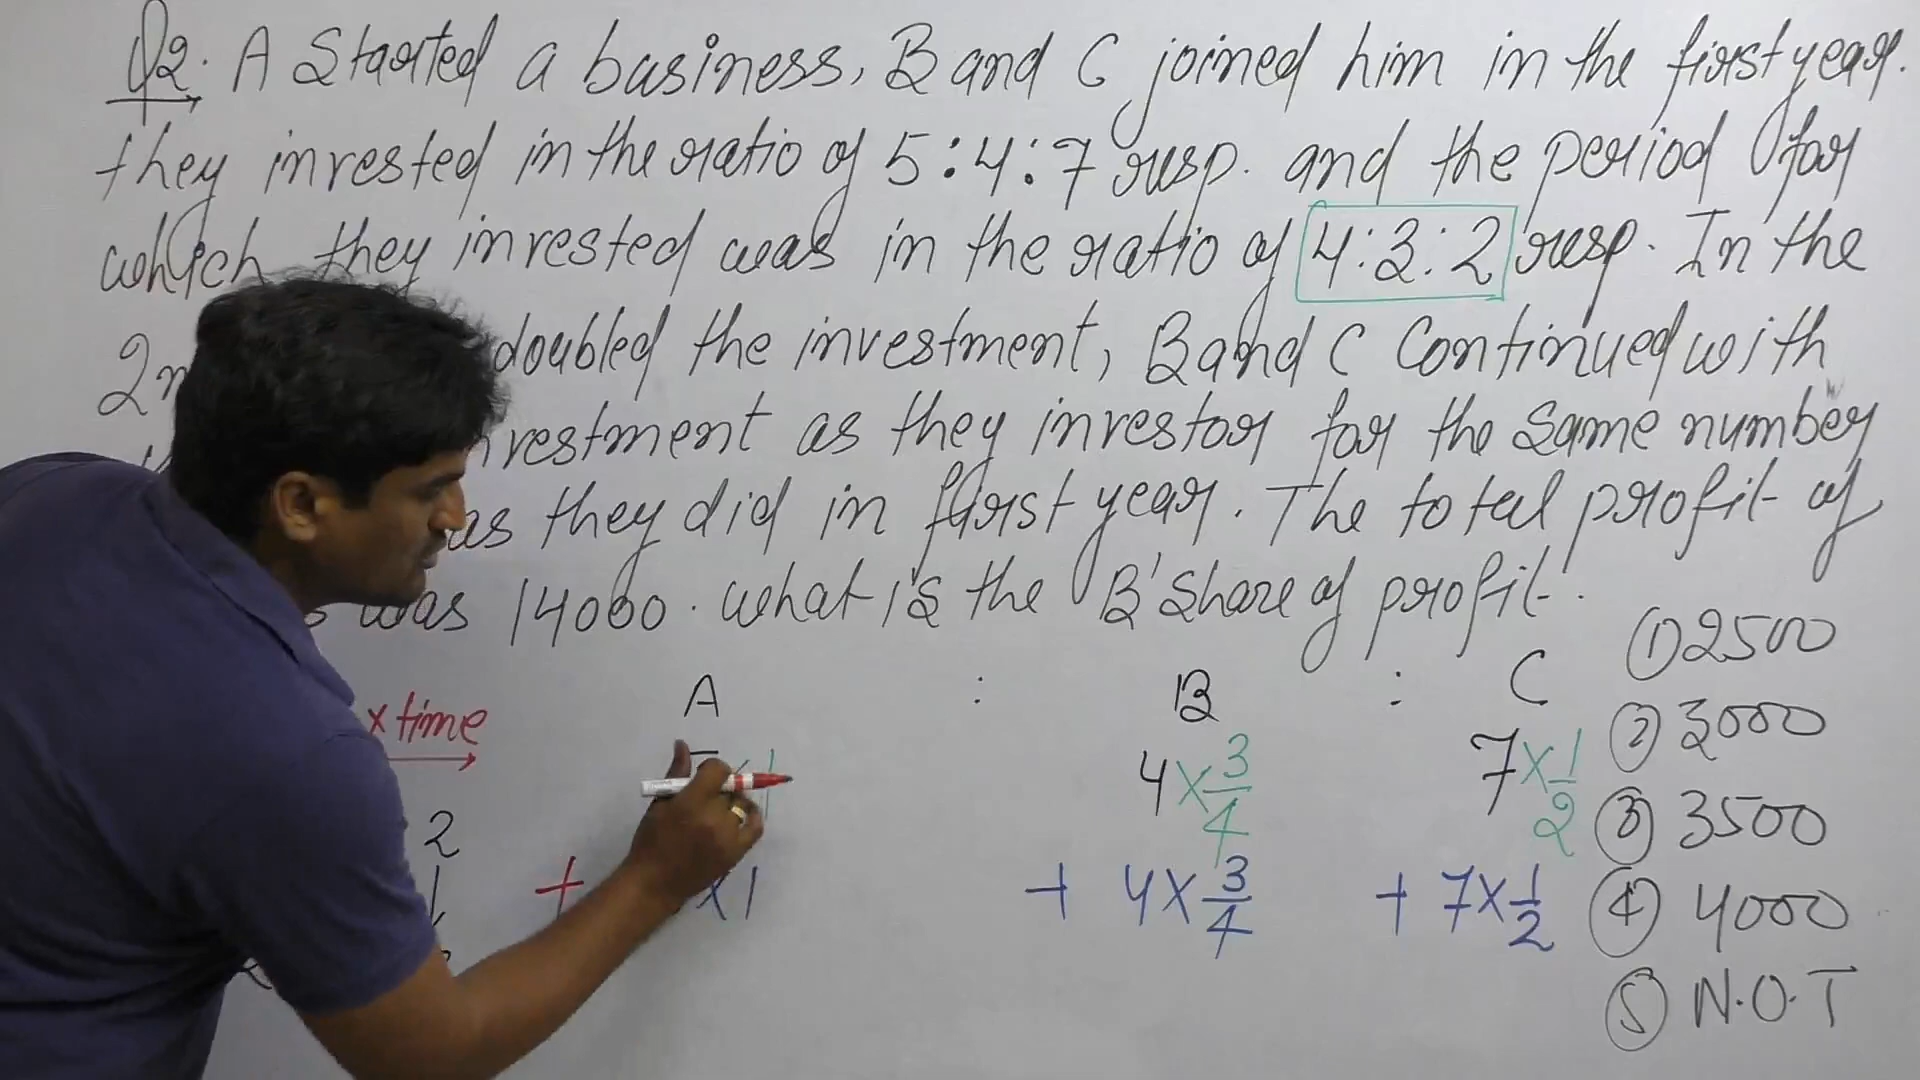 Q2. A Started a business, B and C joined him in the first year.
they invested in the ratio of 5:4:7 resp. and the period for
which they invested was in the ratio of 4:3:2 resp. In the
doubled the investment, B and C Continued with
as they investor for the same number
as they did in first year. The total profit of
was 14000. what is the B'share of profit.
① 2500
A : B : C
x time
4 x 3/4
7 x 1/2
② 3000
③ 3500
2
+ x 1
+ 4 x 3/4
+ 7 x 1/2
④ 4000
⑤ N.O.T